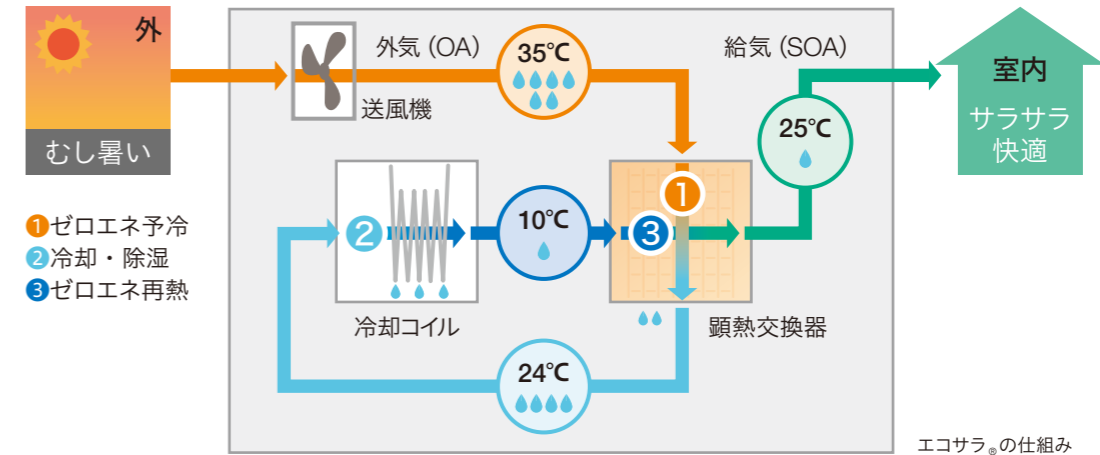 外
むし暑い
外気(OA)
35℃
送風機
給気(SOA)
25℃
室内
サラサラ
快適
❶ゼロエネ予冷
❷冷却・除湿
❸ゼロエネ再熱
❷
10℃
❸
❶
冷却コイル
顕熱交換器
24℃
エコサラ®の仕組み